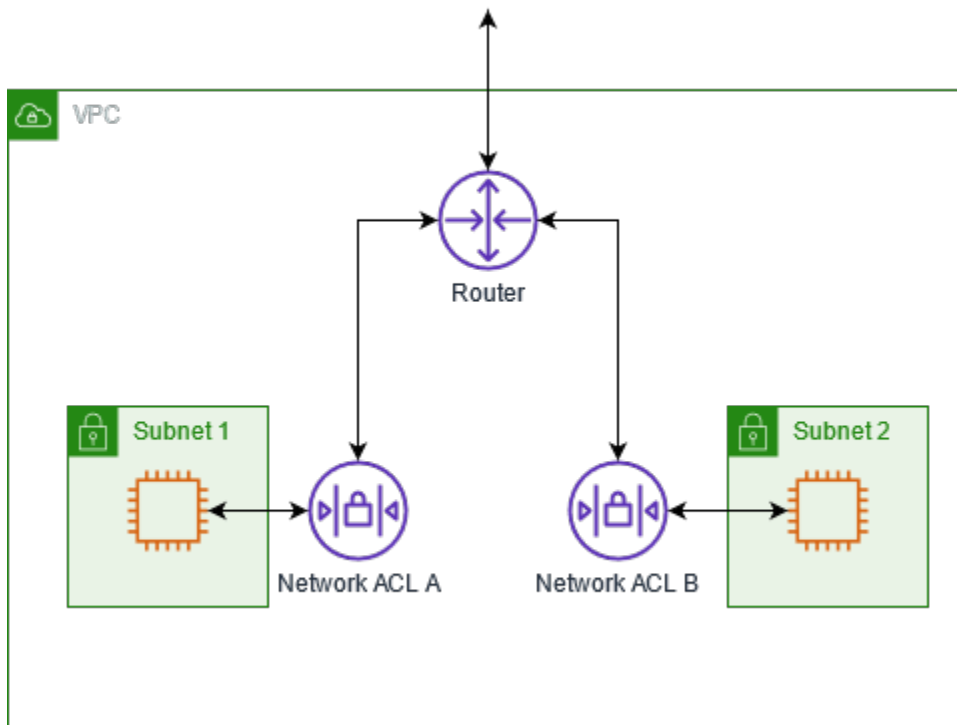 VPC
Router
Subnet 1
Subnet 2
Network ACL A
Network ACL B